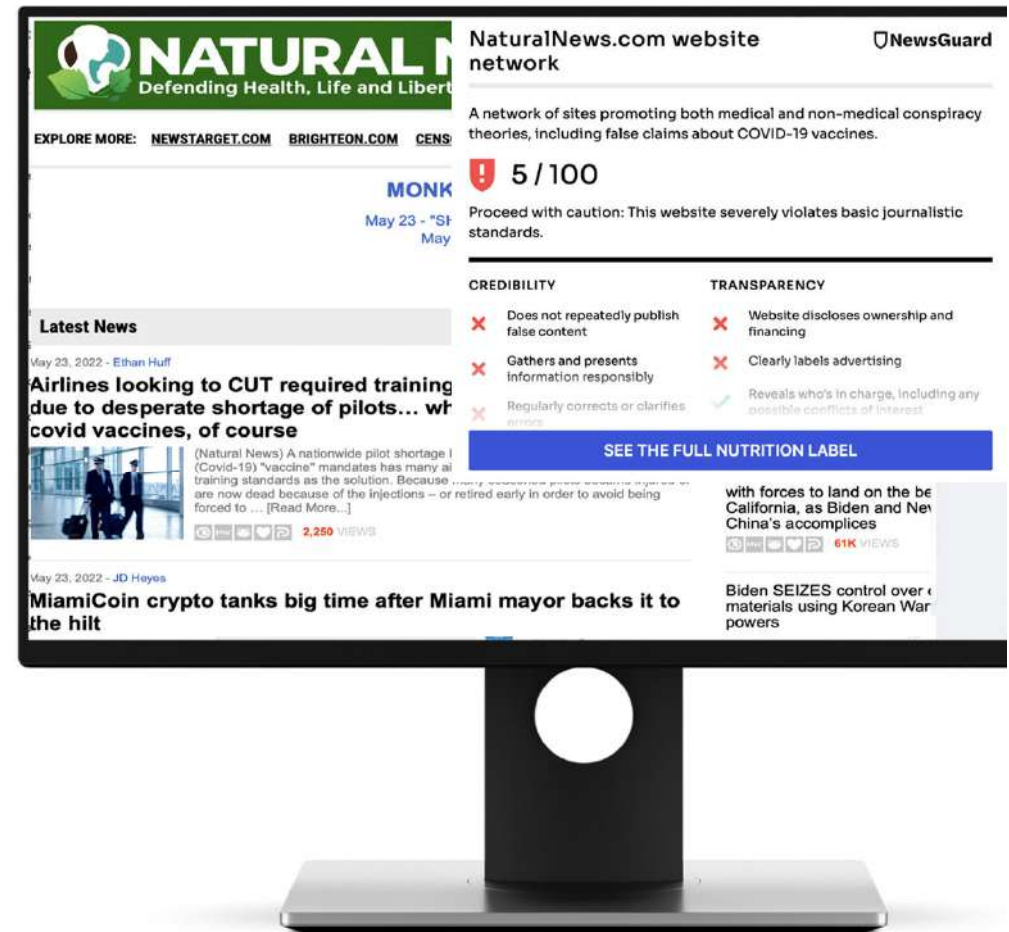 NATURAL N
Defending Health, Life and Libert
EXPLORE MORE: NEWSTARGET.COM BRIGHTEON.COM CENS
MONK
May 23 - "SH
May
Latest News
May 23, 2022 - Ethan Huff
Airlines looking to CUT required training
due to desperate shortage of pilots... wh
covid vaccines, of course
(Natural News) A nationwide pilot shortage
(Covid-19) "vaccine" mandates has many ai
training standards as the solution. Because
are now dead because of the injections – or retired early in order to avoid being
forced to … [Read More...]
2,250 VIEWS
May 23, 2022 - JD Heyes
MiamiCoin crypto tanks big time after Miami mayor backs it to
the hilt
NaturalNews.com website
network
NewsGuard
A network of sites promoting both medical and non-medical conspiracy
theories, including false claims about COVID-19 vaccines.
5/100
Proceed with caution: This website severely violates basic journalistic
standards.
CREDIBILITY
Does not repeatedly publish
false content
Gathers and presents
information responsibly
Regularly corrects or clarifies
errors
TRANSPARENCY
Website discloses ownership and
financing
Clearly labels advertising
Reveals who's in charge, including any
possible conflicts of interest
SEE THE FULL NUTRITION LABEL
with forces to land on the be
California, as Biden and New
China's accomplices
61K VIEWS
Biden SEIZES control over
materials using Korean War
powers